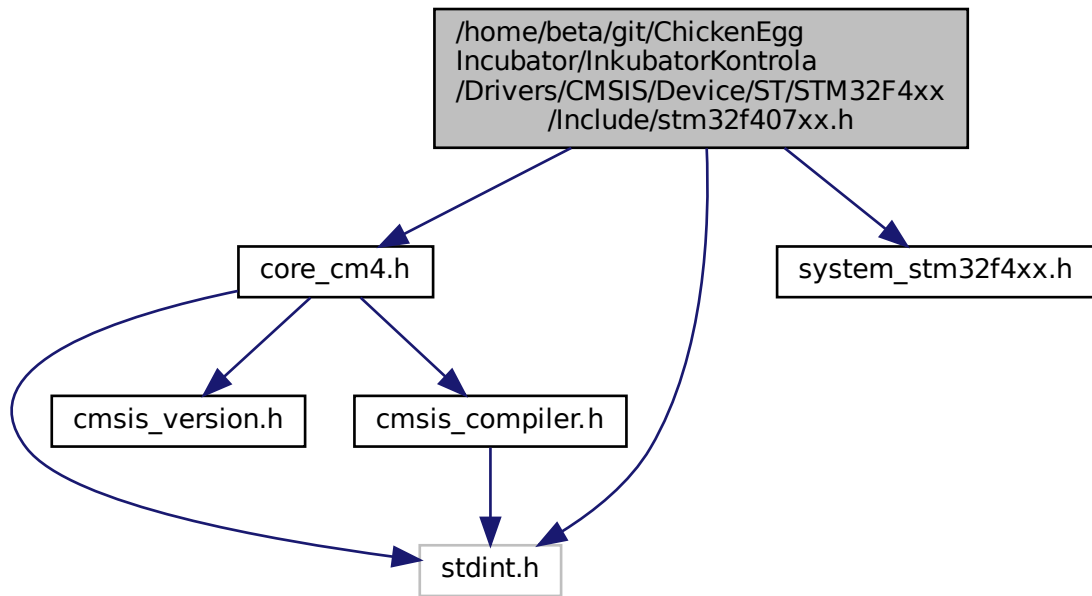 /home/beta/git/ChickenEgg
Incubator/InkubatorKontrola
/Drivers/CMSIS/Device/ST/STM32F4xx
/Include/stm32f407xx.h
core_cm4.h
system_stm32f4xx.h
cmsis_version.h
cmsis_compiler.h
stdint.h